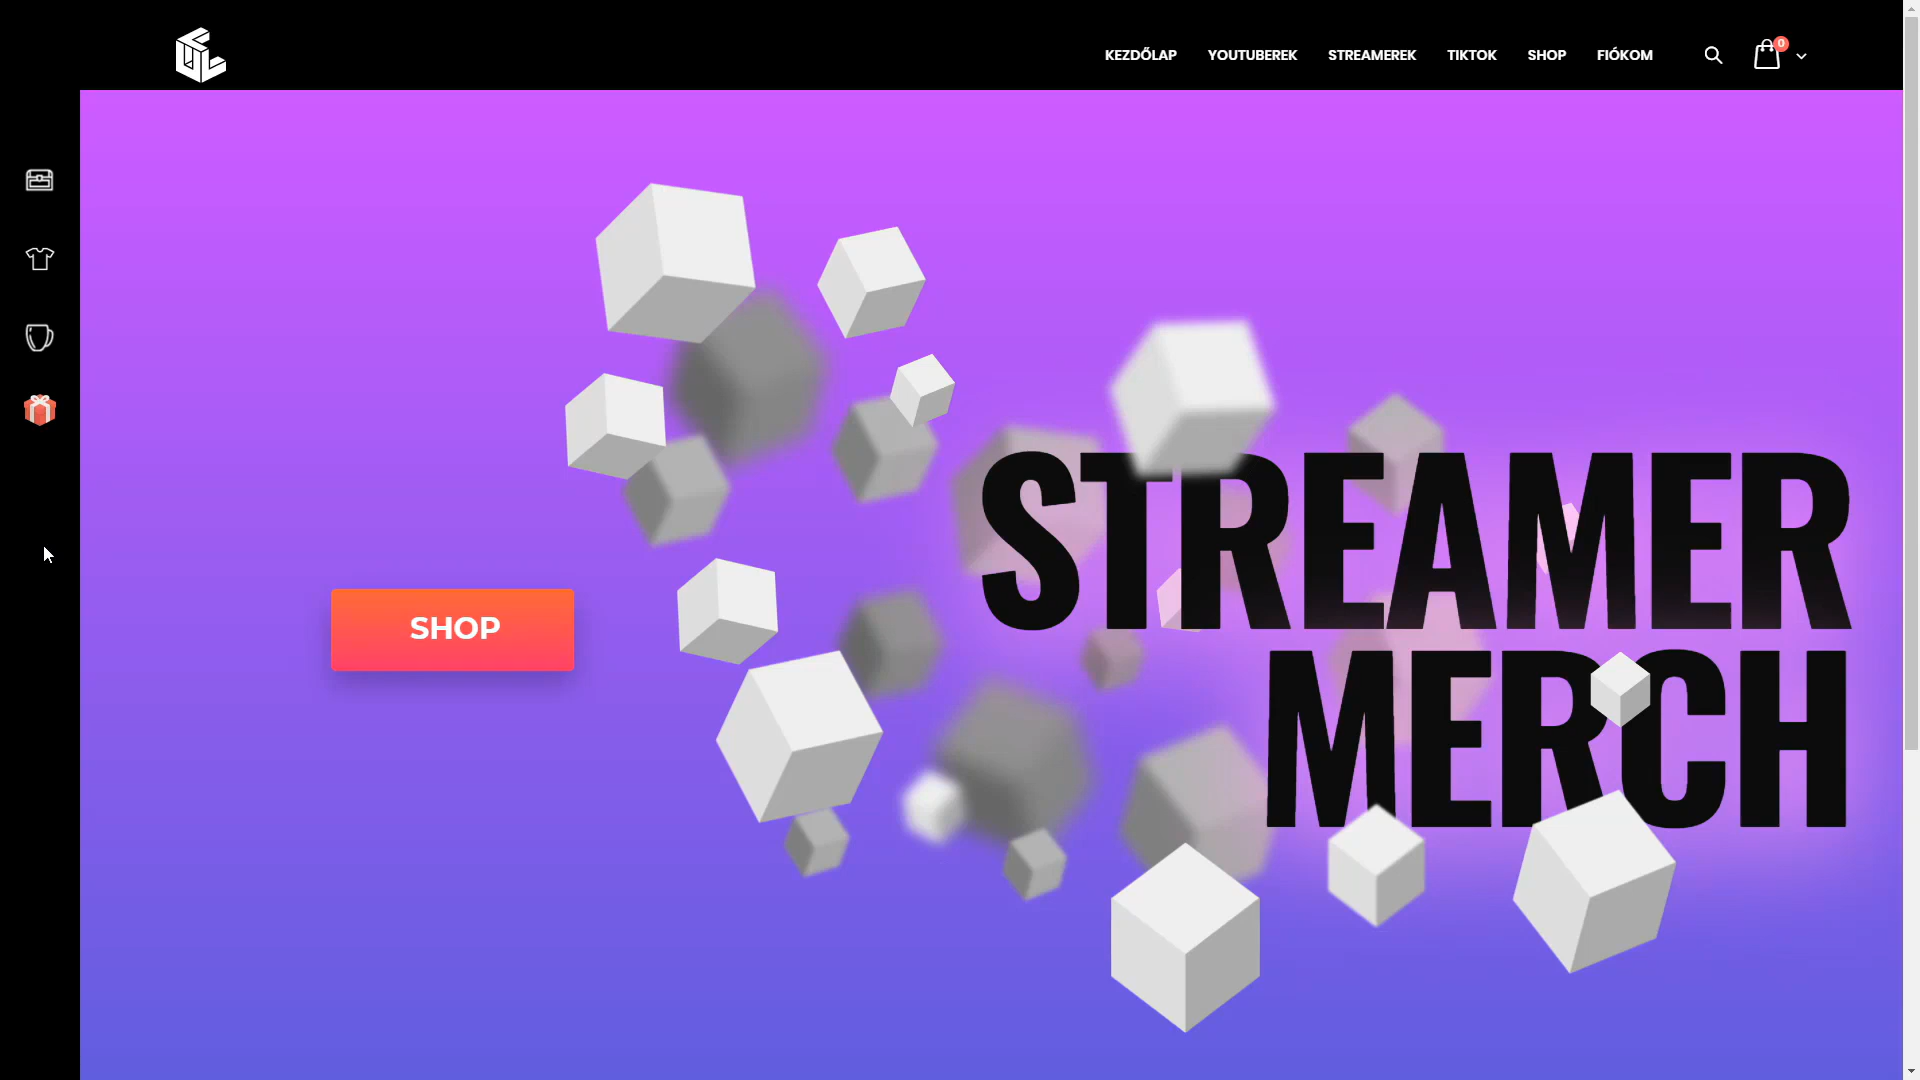 KEZDŐLAP YOUTUBEREK STREAMEREK TIKTOK SHOP FIÓKOM 0
STREAMER
MERCH
SHOP